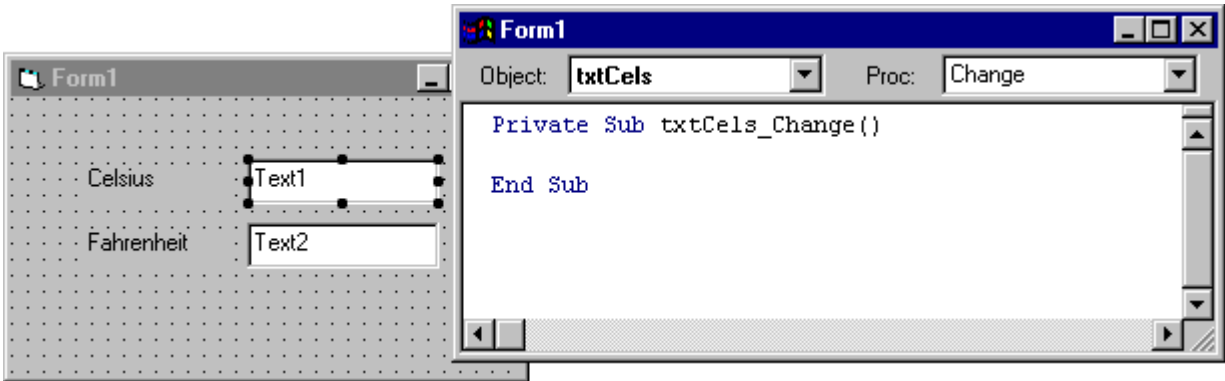 Form1
Celsius Text1
Fahrenheit Text2
Form1
Object: txtCels Proc: Change
Private Sub txtCels_Change()
End Sub